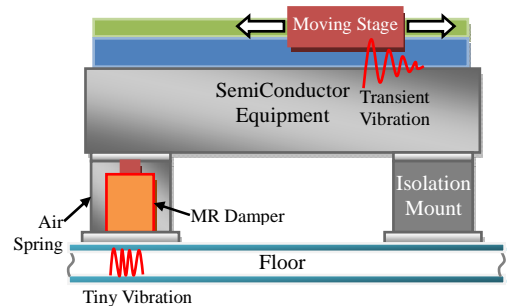 Moving Stage
SemiConductor
Equipment
Transient
Vibration
Isolation
Mount
Air
Spring
MR Damper
Floor
Tiny Vibration